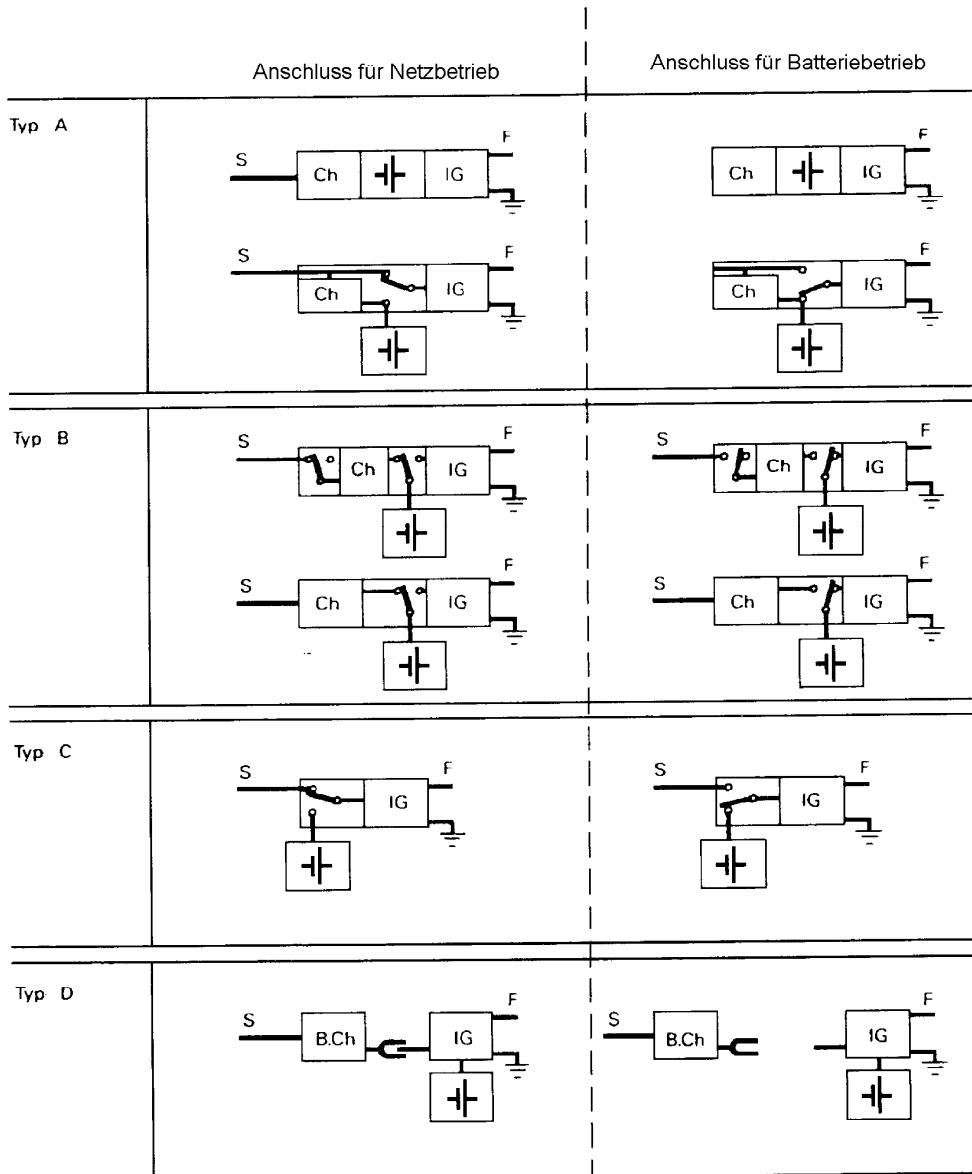 Anschluss für Netzbetrieb
Anschluss für Batteriebetrieb
Typ A
S
Ch
IG
F
Ch
IG
F
S
Ch
IG
F
Ch
IG
F
Typ B
S
Ch
IG
F
S
Ch
IG
F
S
Ch
IG
F
S
Ch
IG
F
Typ C
S
IG
F
S
IG
F
Typ D
S
B.Ch
IG
F
S
B.Ch
IG
F